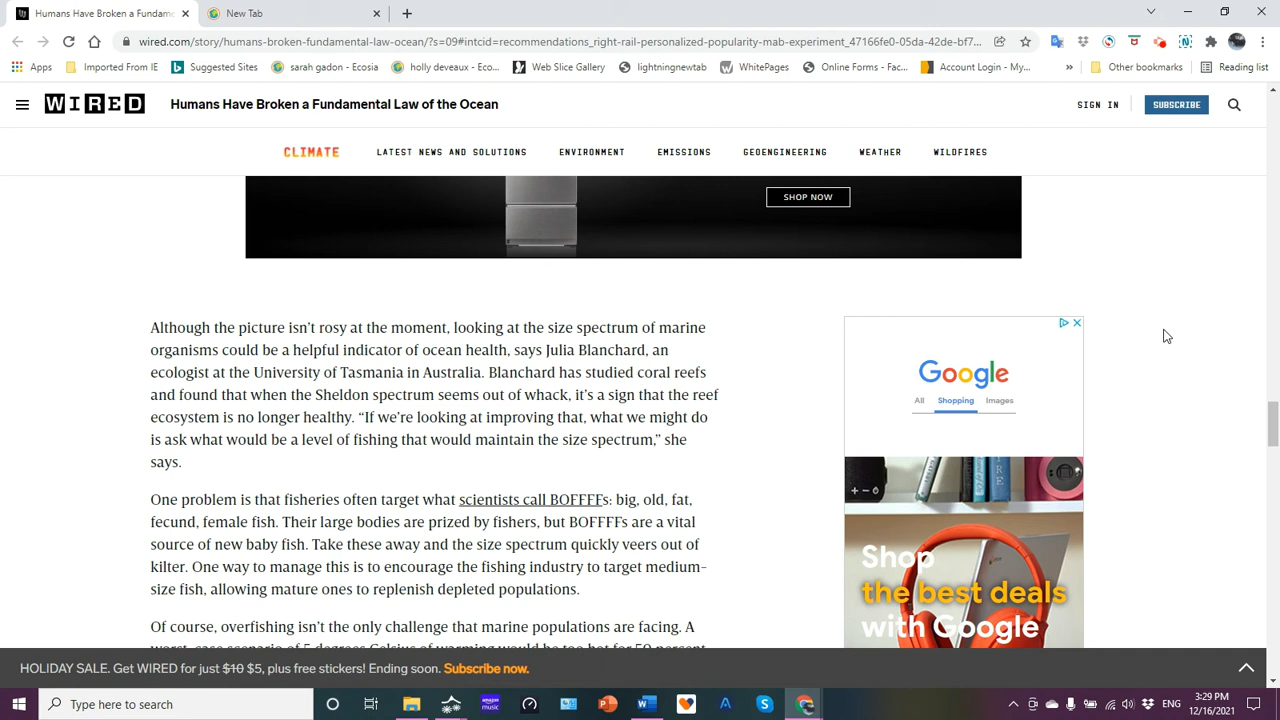 Humans Have Broken a Fundame
New Tab
wired.com/story/humans-broken-fundamental-law-ocean/?s=09#intcid=recommendations_right-rail-personalized-popularity-mab-experiment_47166fe0-05da-42de-bf7...
Apps
Imported From IE
Suggested Sites
sarah gadon - Ecosia
holly deveaux - Eco...
Web Slice Gallery
lightningnewtab
WhitePages
Online Forms - Fac...
Account Login - My...
Other bookmarks
Reading list
WIRED
Humans Have Broken a Fundamental Law of the Ocean
SIGN IN
SUBSCRIBE
CLIMATE
LATEST NEWS AND SOLUTIONS
ENVIRONMENT
EMISSIONS
GEOENGINEERING
WEATHER
WILDFIRES
SHOP NOW
Although the picture isn't rosy at the moment, looking at the size spectrum of marine
organisms could be a helpful indicator of ocean health, says Julia Blanchard, an
ecologist at the University of Tasmania in Australia. Blanchard has studied coral reefs
and found that when the Sheldon spectrum seems out of whack, it's a sign that the reef
ecosystem is no longer healthy. “If we're looking at improving that, what we might do
is ask what would be a level of fishing that would maintain the size spectrum,” she
says.
One problem is that fisheries often target what scientists call BOFFFFs: big, old, fat,
fecund, female fish. Their large bodies are prized by fishers, but BOFFFFs are a vital
source of new baby fish. Take these away and the size spectrum quickly veers out of
kilter. One way to manage this is to encourage the fishing industry to target medium-
size fish, allowing mature ones to replenish depleted populations.
Of course, overfishing isn't the only challenge that marine populations are facing. A
worst-case scenario of 5 degrees Celsius of warming would be too hot for 50 percent
Google
All
Shopping
Images
Shop
the best deals
with Google
HOLIDAY SALE. Get WIRED for just $10 $5, plus free stickers! Ending soon. Subscribe now.
Type here to search
music
ENG
3:29 PM
12/16/2021